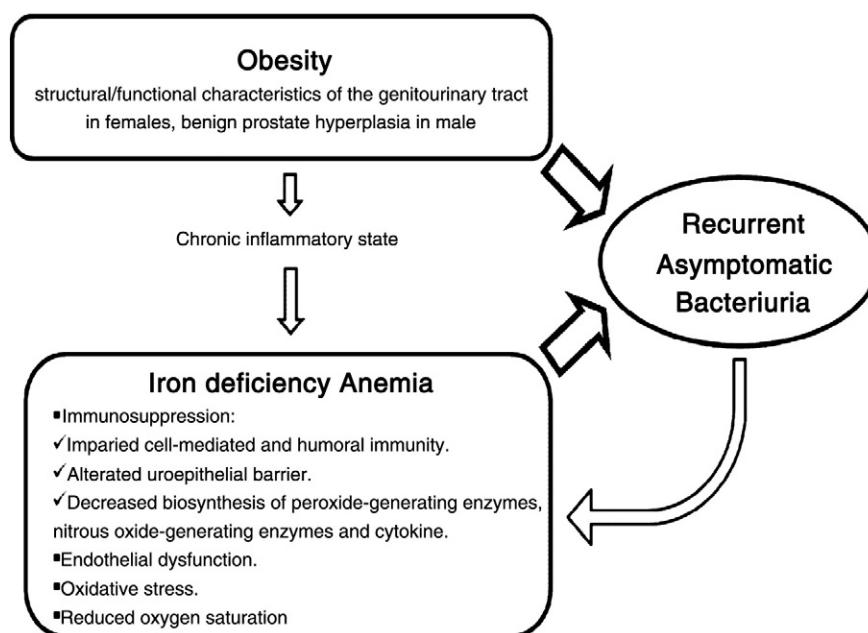 Obesity
structural/functional characteristics of the genitourinary tract
in females, benign prostate hyperplasia in male
Chronic inflammatory state
Recurrent
Asymptomatic
Bacteriuria
Iron deficiency Anemia
▪Immunosuppression:
✓Imparied cell-mediated and humoral immunity.
✓Alterated uroepithelial barrier.
✓Decreased biosynthesis of peroxide-generating enzymes,
nitrous oxide-generating enzymes and cytokine.
▪Endothelial dysfunction.
▪Oxidative stress.
▪Reduced oxygen saturation